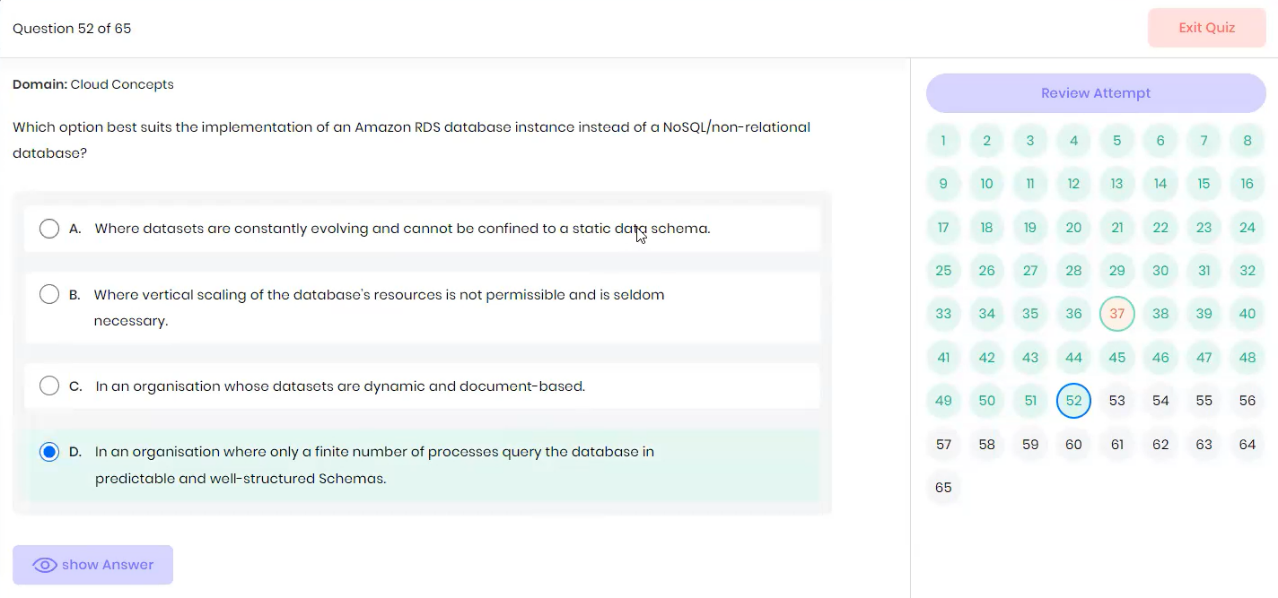 Question 52 of 65
Exit Quiz
Domain: Cloud Concepts
Which option best suits the implementation of an Amazon RDS database instance instead of a NoSQL/non-relational
database?
A. Where datasets are constantly evolving and cannot be confined to a static data schema.
B. Where vertical scaling of the database's resources is not permissible and is seldom
necessary.
C. In an organisation whose datasets are dynamic and document-based.
D. In an organisation where only a finite number of processes query the database in
predictable and well-structured Schemas.
show Answer
Review Attempt
1 2 3 4 5 6 7 8
9 10 11 12 13 14 15 16
17 18 19 20 21 22 23 24
25 26 27 28 29 30 31 32
33 34 35 36 37 38 39 40
41 42 43 44 45 46 47 48
49 50 51 52 53 54 55 56
57 58 59 60 61 62 63 64
65